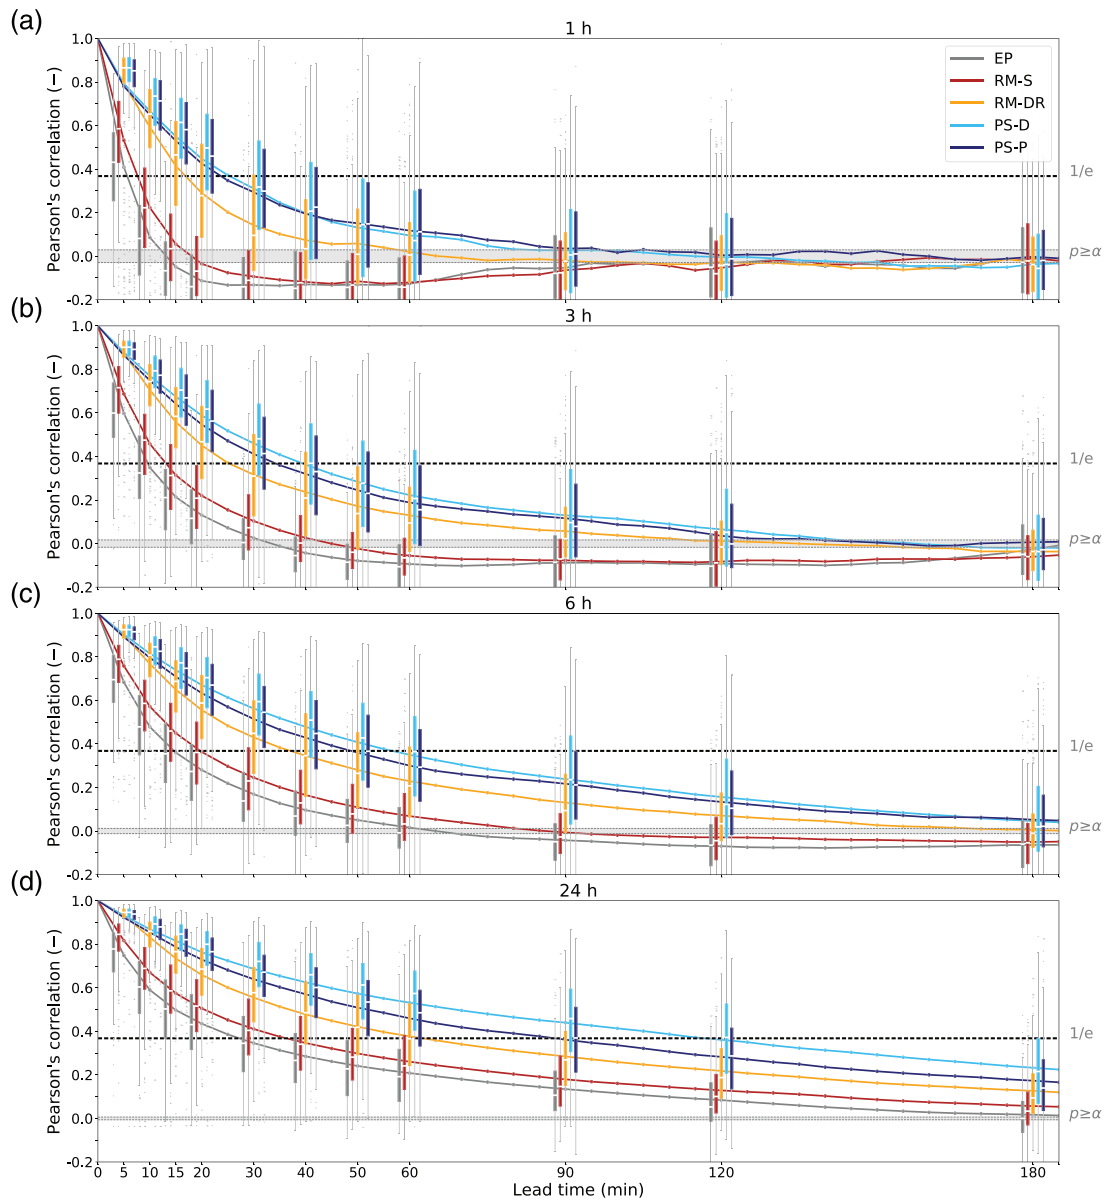 (a)
1 h
Pearson's correlation (−)
1.0
0.8
0.6
0.4
0.2
0.0
-0.2
EP
RM-S
RM-DR
PS-D
PS-P
1/e
p≥α
(b)
3 h
Pearson's correlation (−)
1.0
0.8
0.6
0.4
0.2
0.0
-0.2
1/e
p≥α
(c)
6 h
Pearson's correlation (−)
1.0
0.8
0.6
0.4
0.2
0.0
-0.2
1/e
p≥α
(d)
24 h
Pearson's correlation (−)
1.0
0.8
0.6
0.4
0.2
0.0
-0.2
1/e
p≥α
0 5 10 15 20 30 40 50 60 90 120 180
Lead time (min)